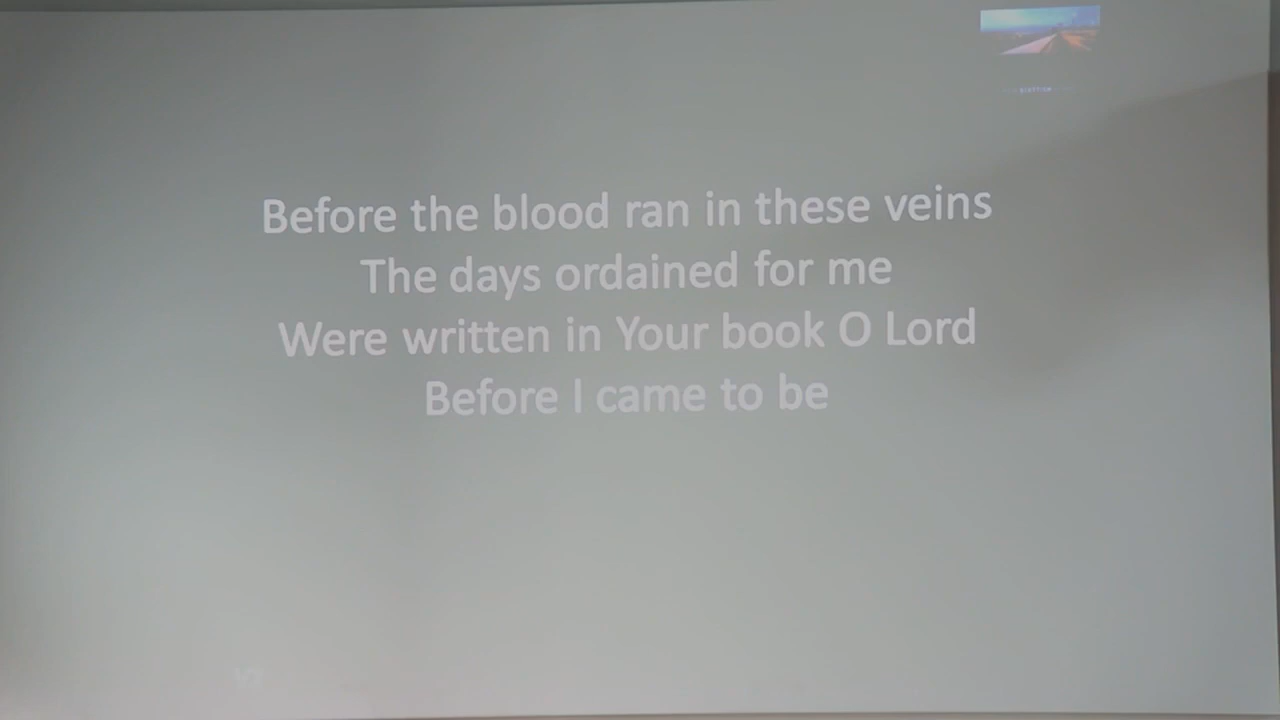 Before the blood ran in these veins
The days ordained for me
Were written in Your book O Lord
Before I came to be
V2